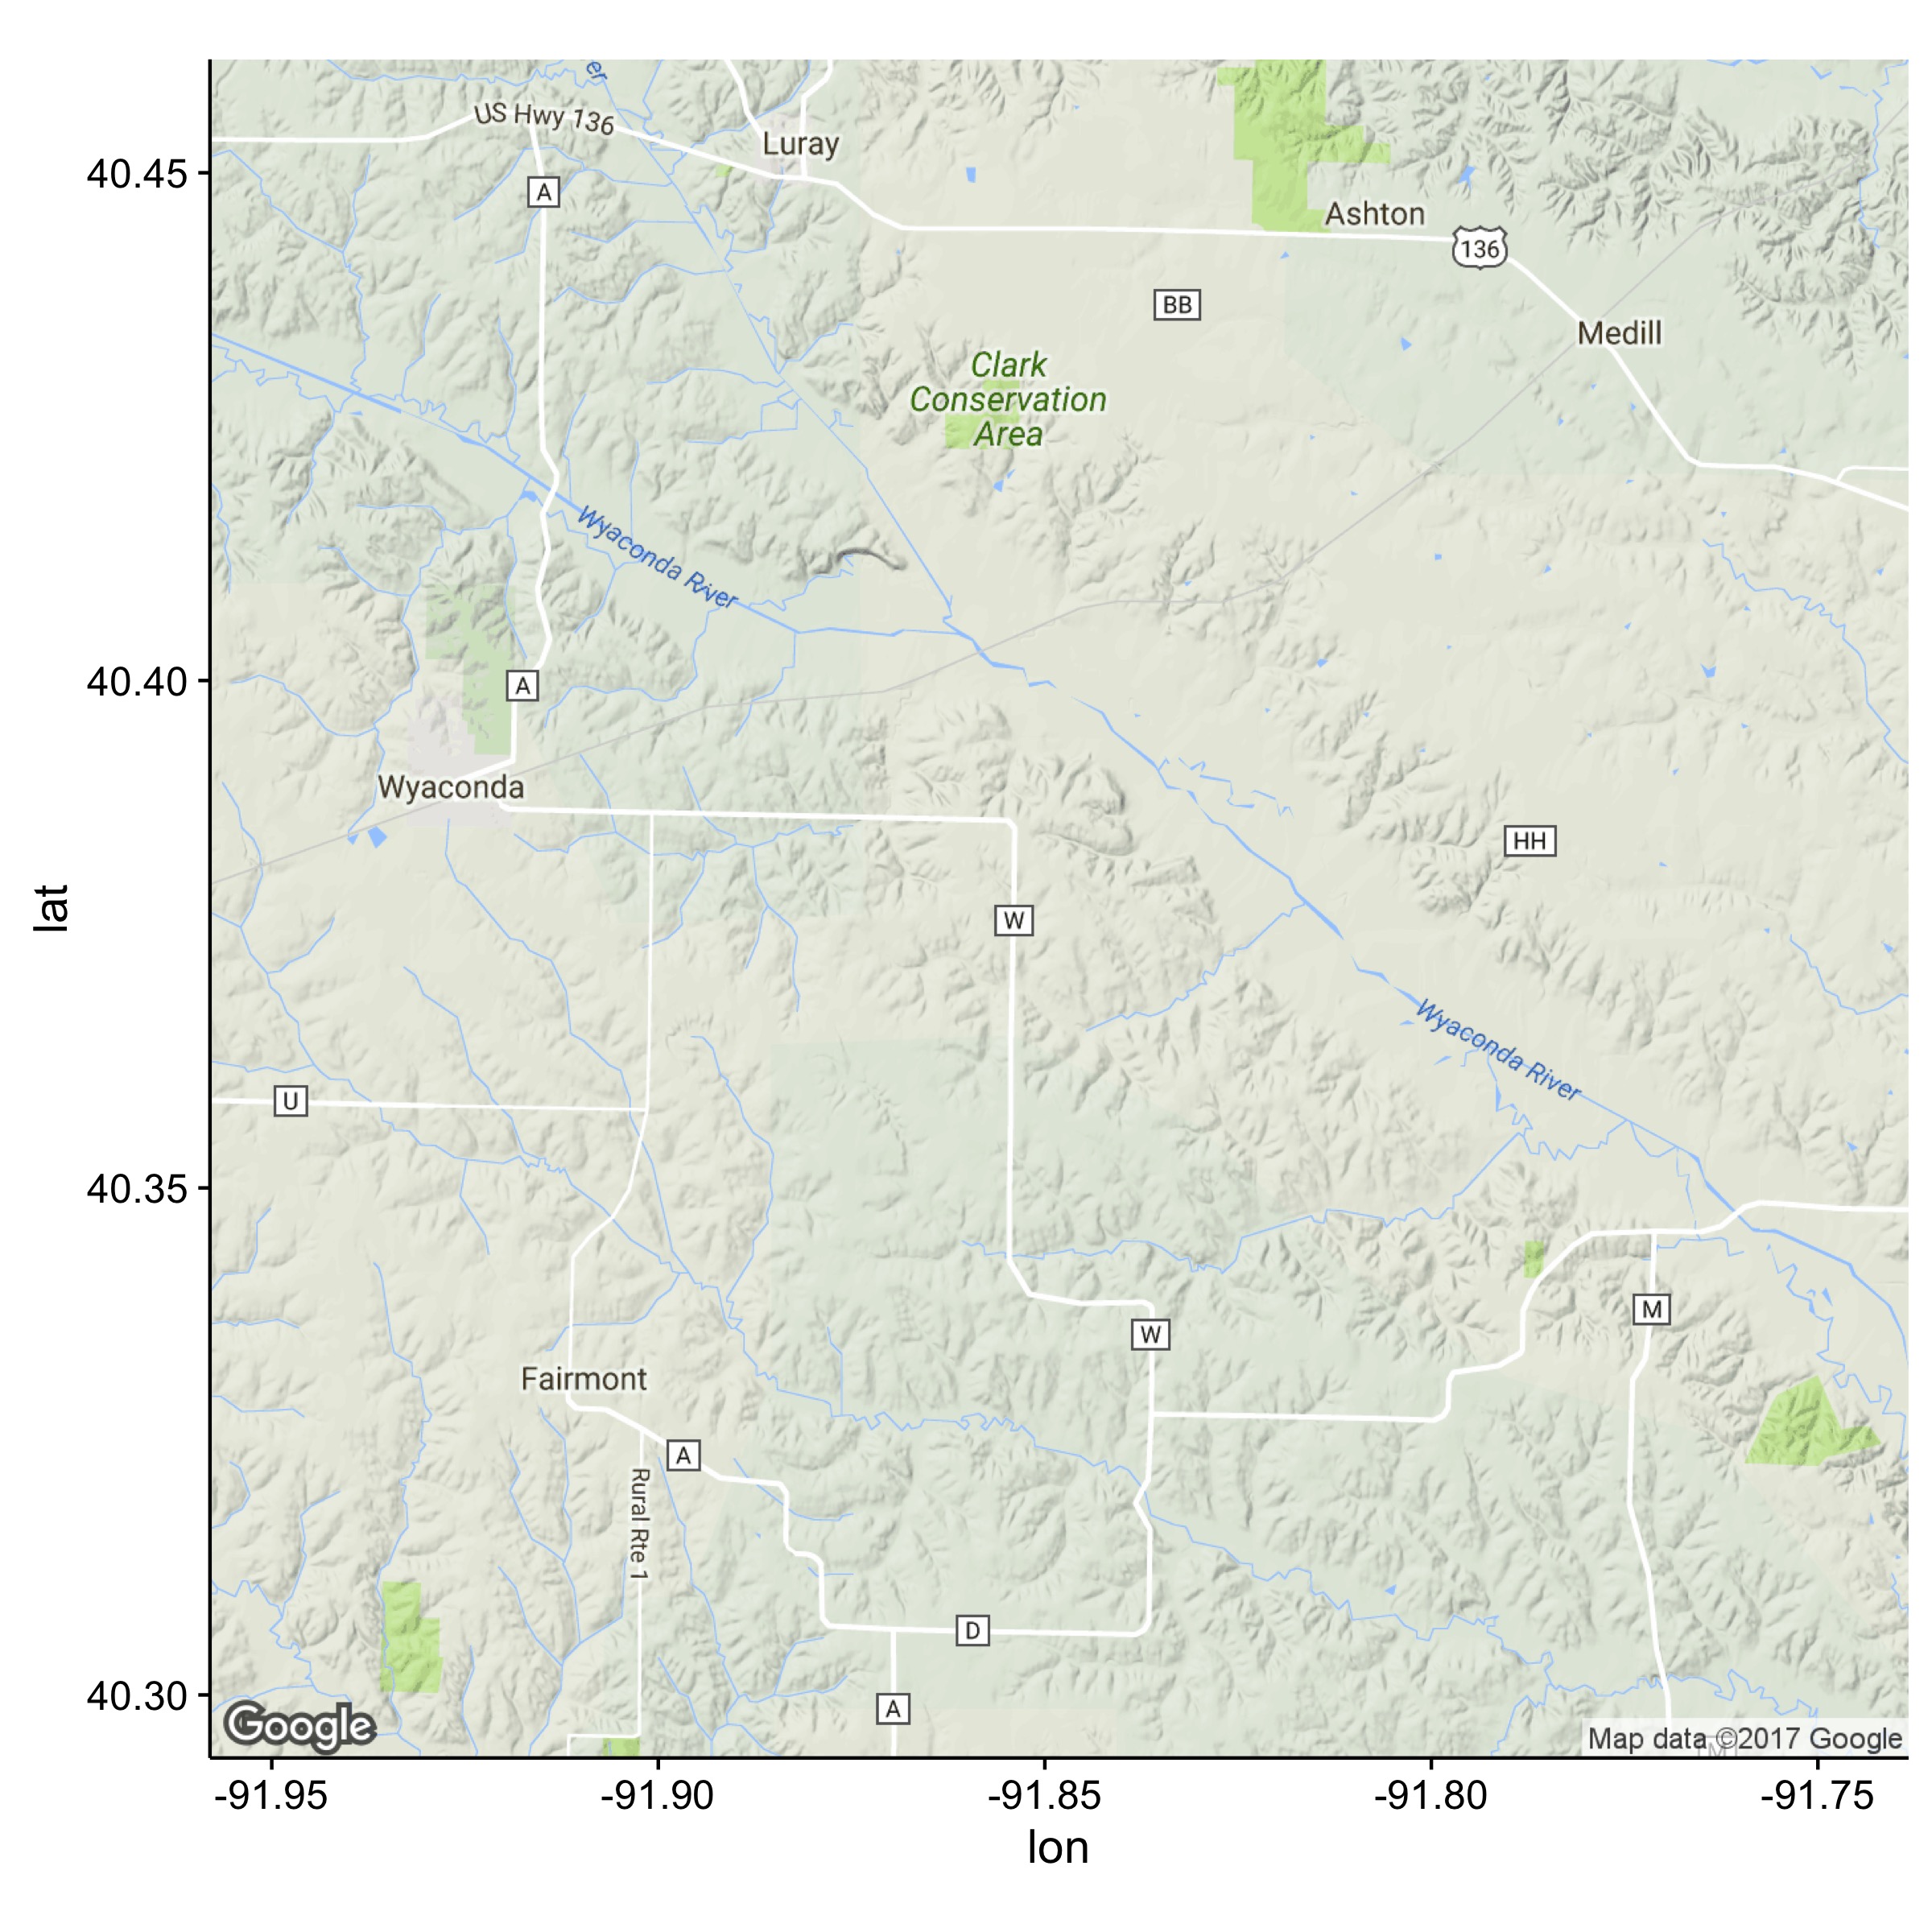 er
US Hwy 136
Luray
40.45
A
Ashton
136
BB
Medill
Clark
Conservation
Area
Wyaconda River
40.40
A
Wyaconda
HH
lat
W
Wyaconda River
U
40.35
M
W
Fairmont
A
Rural Rte 1
D
40.30
A
Google
Map data ©2017 Google
M
-91.95
-91.90
-91.85
-91.80
-91.75
lon